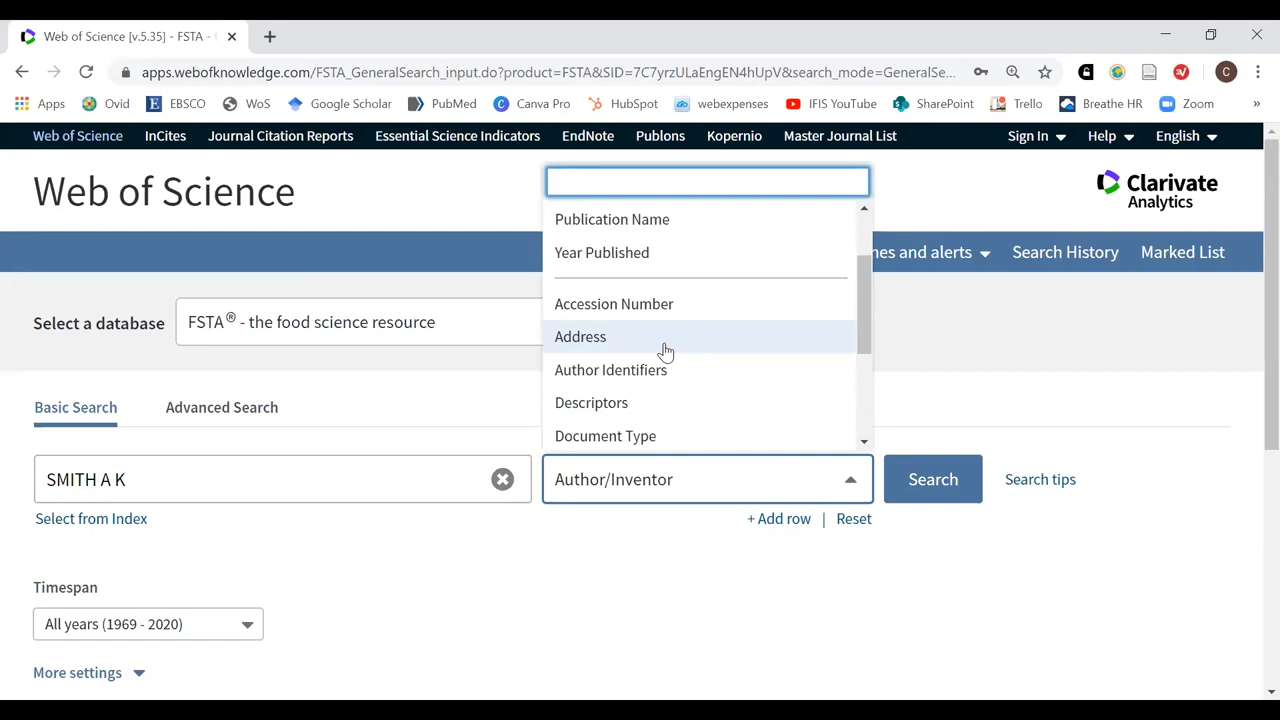 Web of Science [v.5.35] - FSTA -
apps.webofknowledge.com/FSTA_GeneralSearch_input.do?product=FSTA&SID=7C7yrzULaEngEN4hUpV&search_mode=GeneralSe...
C
Apps Ovid EBSCO WoS Google Scholar PubMed Canva Pro HubSpot webexpenses IFIS YouTube SharePoint Trello Breathe HR Zoom »
Web of Science InCites Journal Citation Reports Essential Science Indicators EndNote Publons Kopernio Master Journal List Sign In Help English
Web of Science
Clarivate
Analytics
Publication Name
Year Published
hes and alerts Search History Marked List
Accession Number
Select a database FSTA® - the food science resource
Address
Author Identifiers
Descriptors
Document Type
Basic Search Advanced Search
SMITH A K Author/Inventor Search Search tips
Select from Index + Add row | Reset
Timespan
All years (1969 - 2020)
More settings